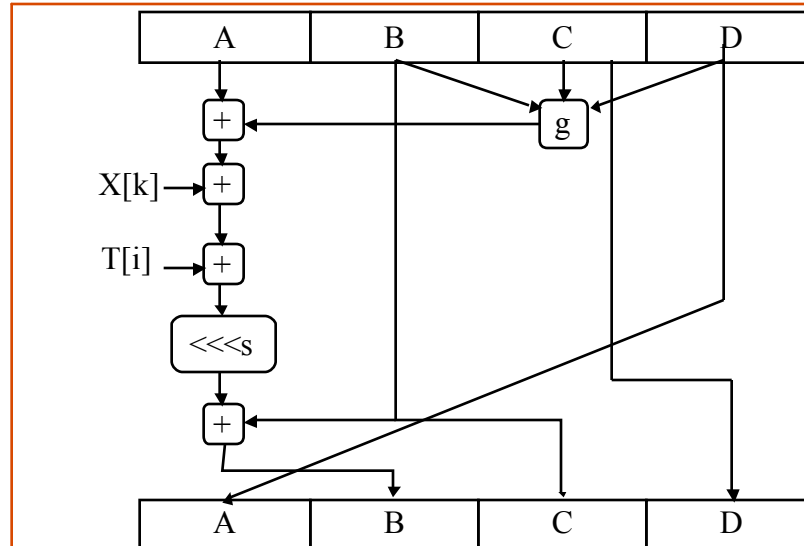 A B C D
+ g
X[k] +
T[i] +
<<<s
+
A B C D